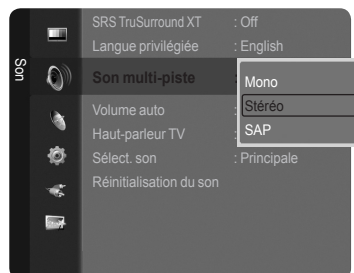 Son
SRS TruSurround XT : Off
Langue privilégiée : English
Son multi-piste :
Mono
Stéréo
SAP
Volume auto :
Haut-parleur TV :
Sélect. son : Principale
Réinitialisation du son